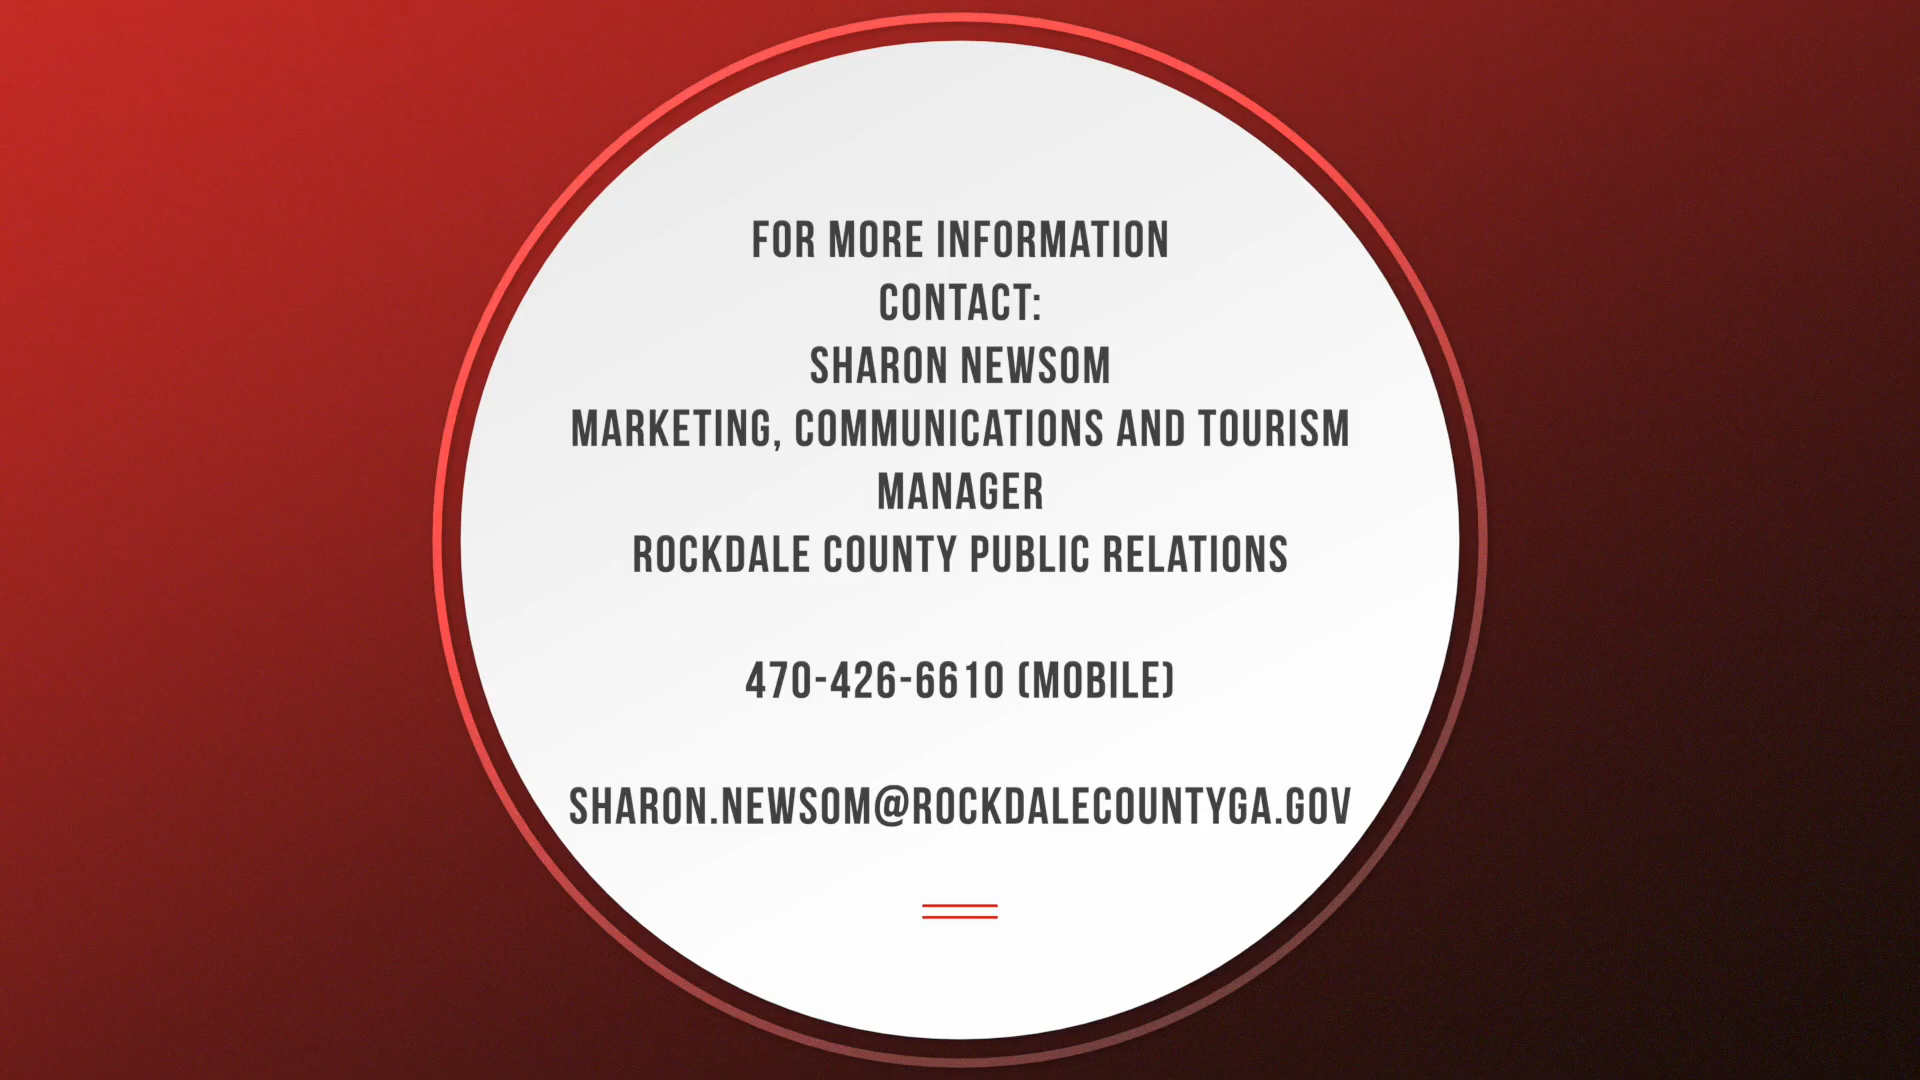 FOR MORE INFORMATION
CONTACT:
SHARON NEWSOM
MARKETING, COMMUNICATIONS AND TOURISM
MANAGER
ROCKDALE COUNTY PUBLIC RELATIONS
470-426-6610 (MOBILE)
SHARON.NEWSOM@ROCKDALECOUNTYGA.GOV